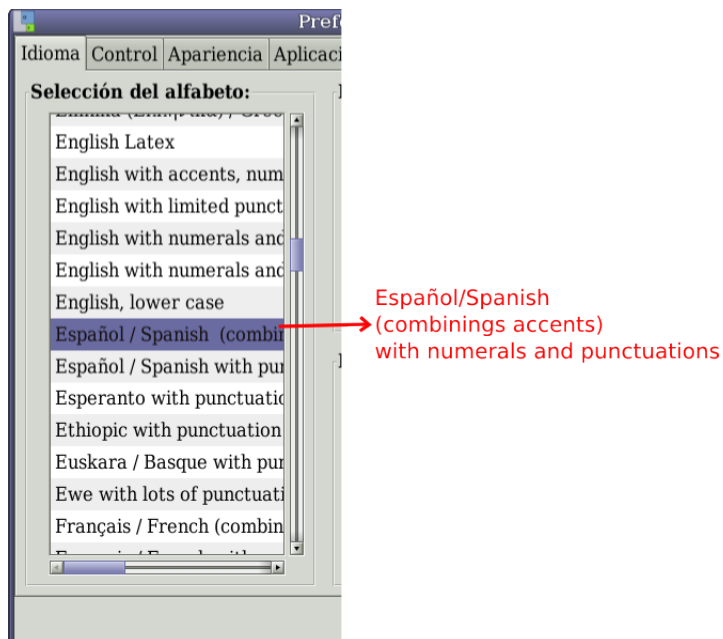 Pref
Idioma Control Apariencia Aplicaci
Selección del alfabeto:
English Latex
English with accents, num
English with limited punct
English with numerals and
English with numerals and
English, lower case
Español / Spanish (combin
Español / Spanish with pun
Esperanto with punctuatio
Ethiopic with punctuation
Euskara / Basque with pun
Ewe with lots of punctuati
Français / French (combin
Español/Spanish
(combinings accents)
with numerals and punctuations